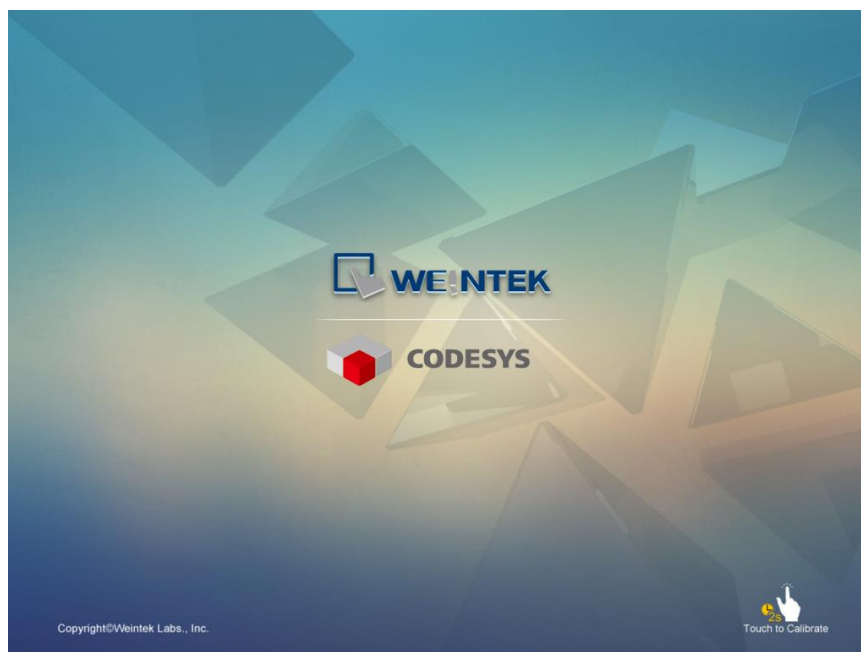 WEINTEK
CODESYS
2s
Copyright©Weintek Labs., Inc.
Touch to Calibrate